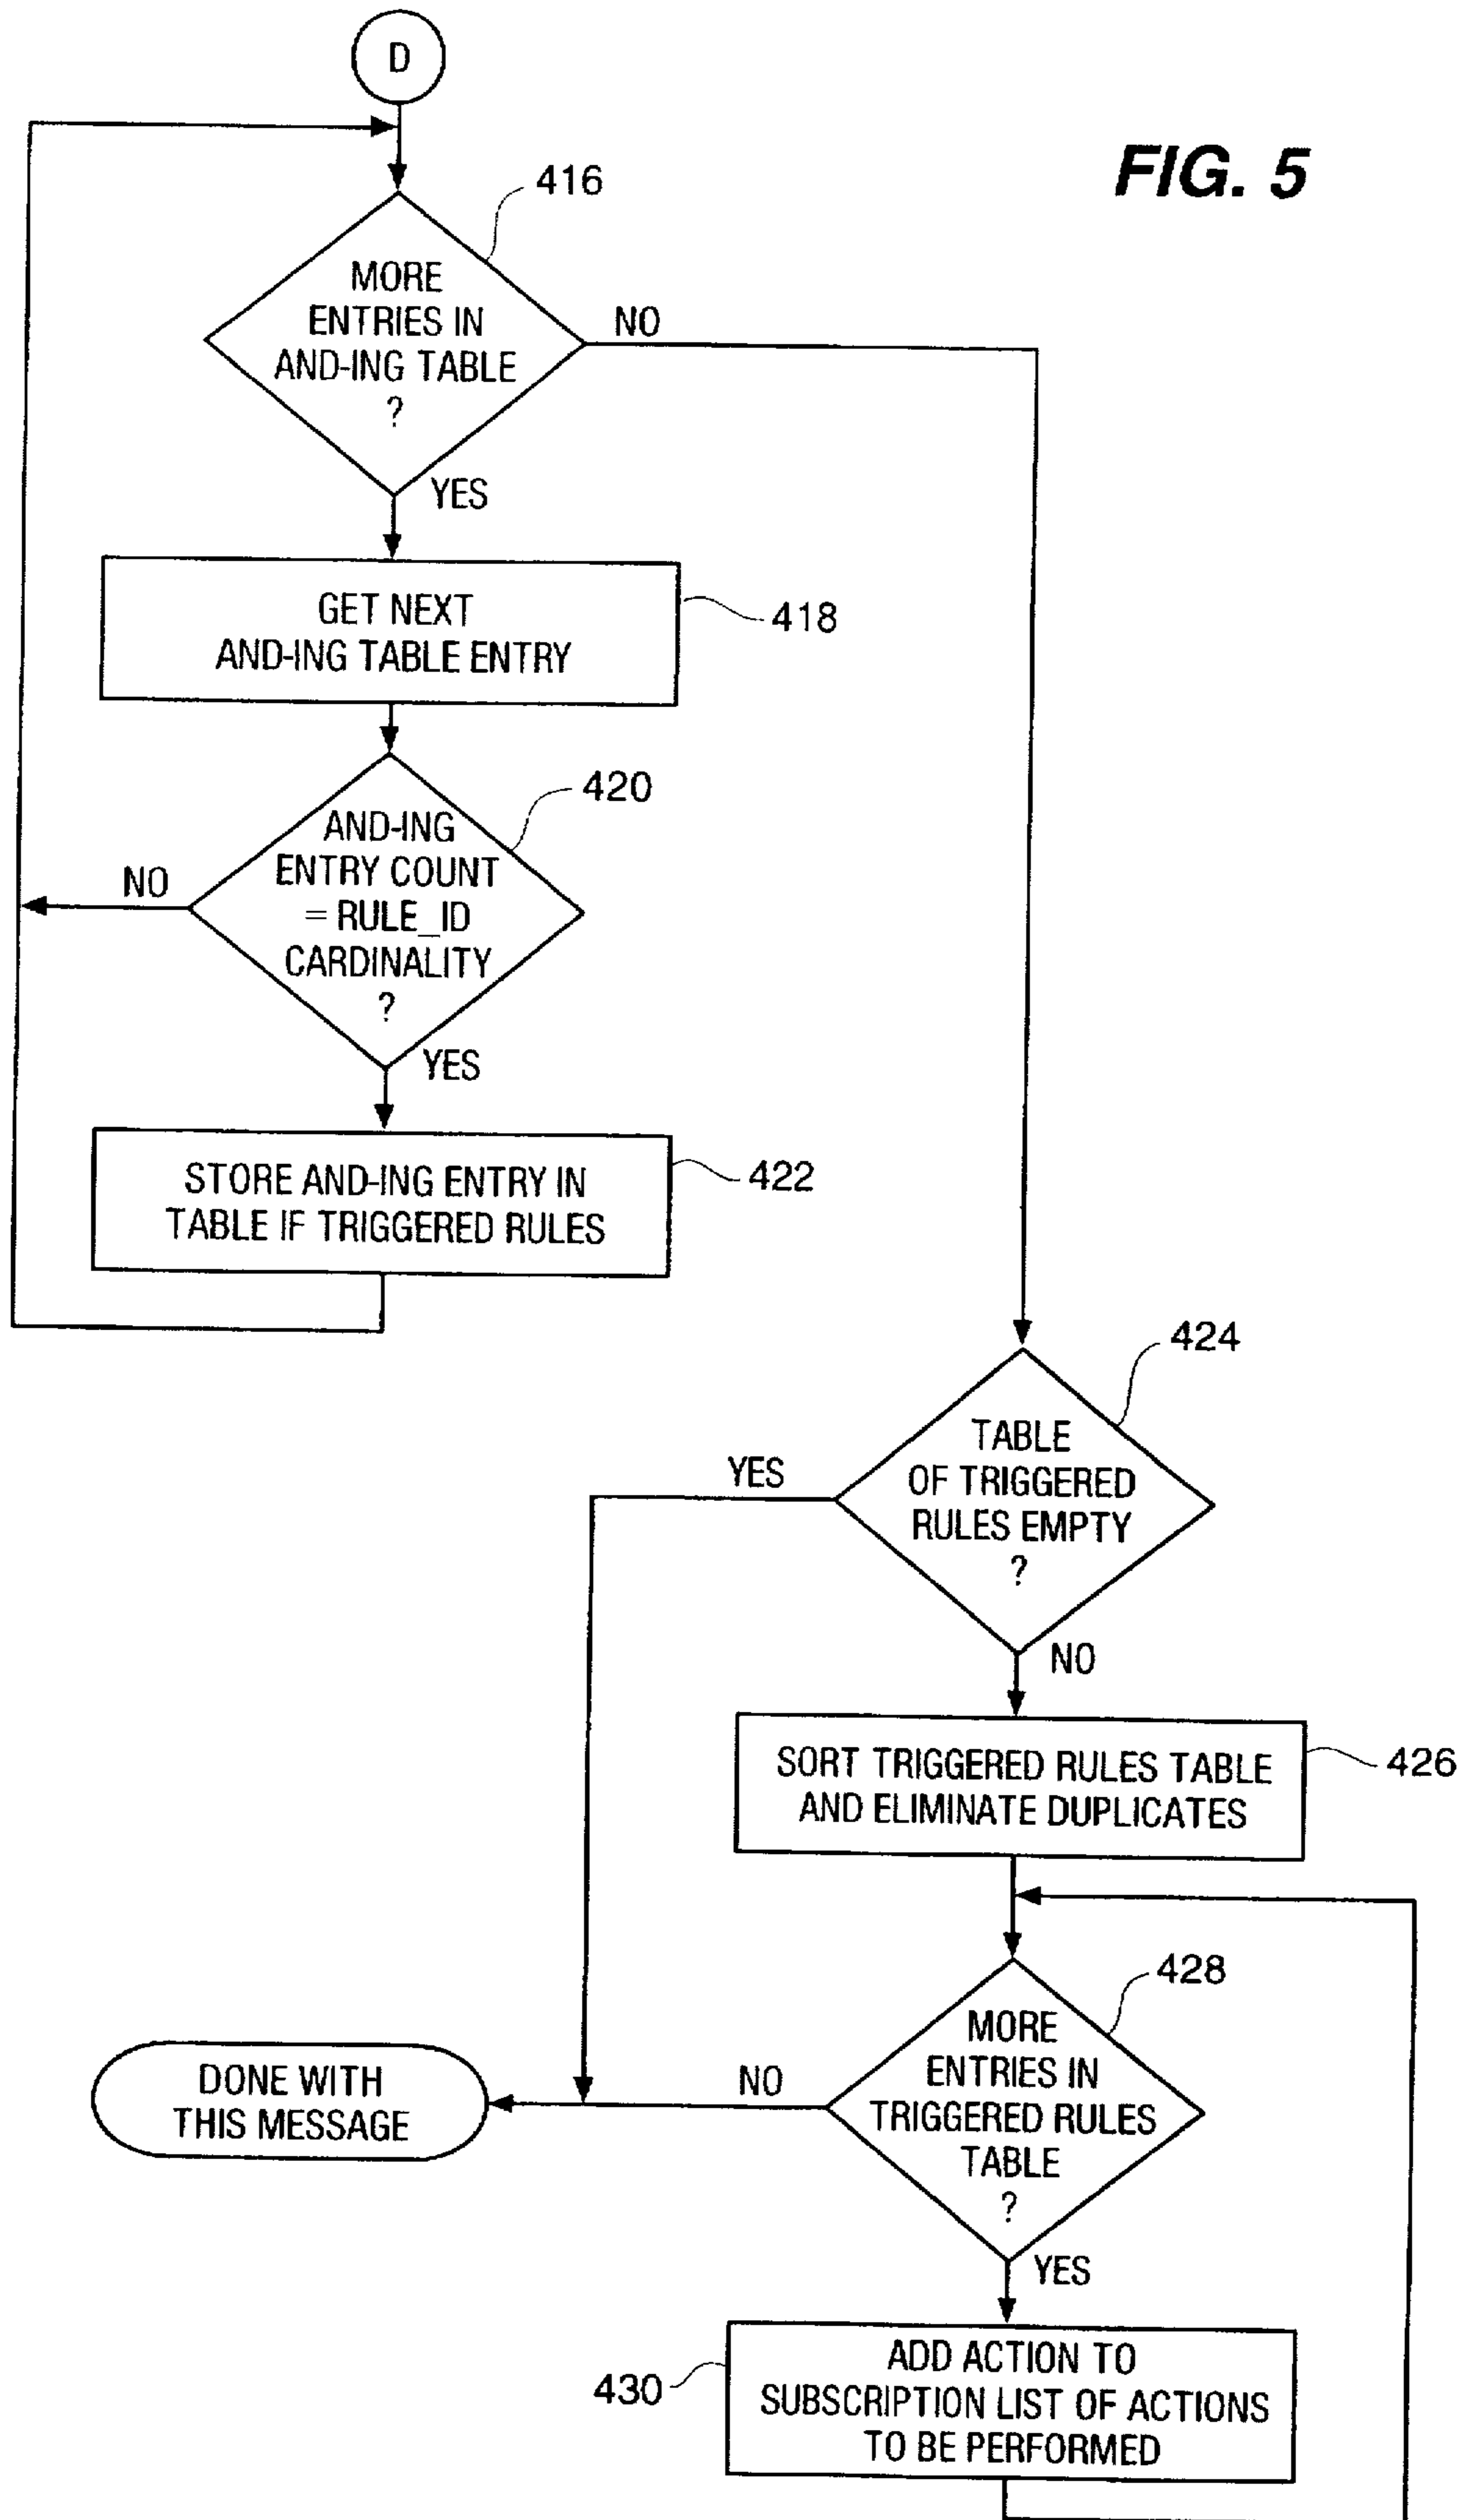 D
FIG. 5
416
MORE
ENTRIES IN
AND-ING TABLE
?
NO
YES
GET NEXT
AND-ING TABLE ENTRY
418
420
AND-ING
ENTRY COUNT
= RULE_ID
CARDINALITY
?
NO
YES
STORE AND-ING ENTRY IN
TABLE IF TRIGGERED RULES
422
424
TABLE
OF TRIGGERED
RULES EMPTY
?
YES
NO
SORT TRIGGERED RULES TABLE
AND ELIMINATE DUPLICATES
426
428
MORE
ENTRIES IN
TRIGGERED RULES
TABLE
?
NO
DONE WITH
THIS MESSAGE
YES
430
ADD ACTION TO
SUBSCRIPTION LIST OF ACTIONS
TO BE PERFORMED